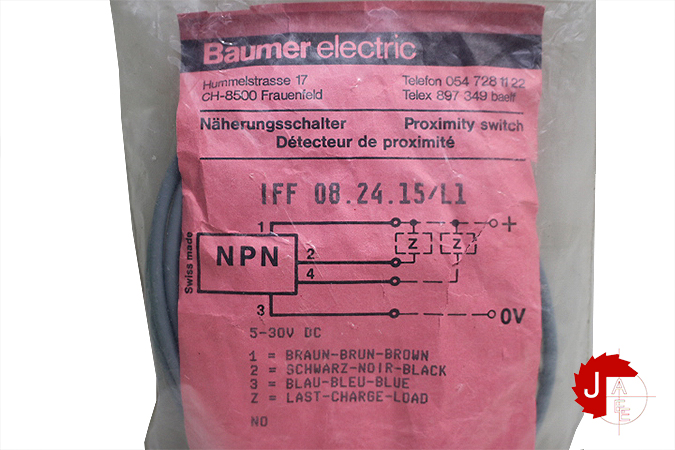 Baumer electric
Hummelstrasse 17
CH-8500 Frauenfeld
Telefon 054 728 11 22
Telex 897 349 baelf
Näherungsschalter Proximity switch
Détecteur de proximité
IFF 08.24.15/L1
1 +
Z Z
2
NPN
4
Swiss made
3 0V
5-30V DC
1 = BRAUN-BRUN-BROWN
2 = SCHWARZ-NOIR-BLACK
3 = BLAU-BLEU-BLUE
Z = LAST-CHARGE-LOAD
NO
J
A
F
E